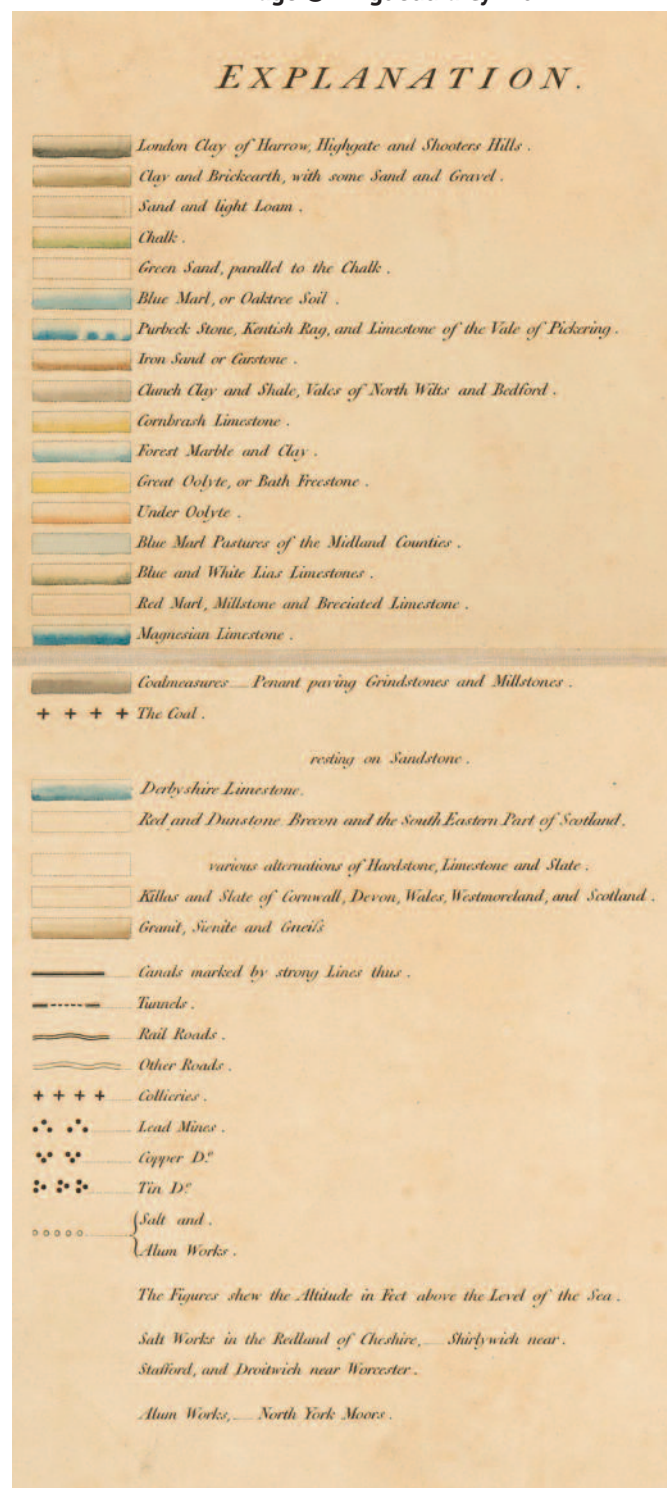 EXPLANATION.
London Clay of Harrow, Highgate and Shooters Hills.
Clay and Brickearth, with some Sand and Gravel.
Sand and light Loam.
Chalk.
Green Sand, parallel to the Chalk.
Blue Marl, or Oaktree Soil.
Purbeck Stone, Kentish Rag, and Limestone of the Vale of Pickering.
Iron Sand or Carstone.
Clunch Clay and Shale, Vales of North Wilts and Bedford.
Cornbrash Limestone.
Forest Marble and Clay.
Great Oolyte, or Bath Freestone.
Under Oolyte.
Blue Marl Pastures of the Midland Counties.
Blue and White Lias Limestones.
Red Marl, Millstone and Breciated Limestone.
Magnesian Limestone.
Coalmeasures Penant paving Grindstones and Millstones.
The Coal.
resting on Sandstone.
Derbyshire Limestone.
Red and Dunstone Brecon and the South Eastern Part of Scotland.
various alternations of Hardstone, Limestone and Slate.
Killas and Slate of Cornwall, Devon, Wales, Westmoreland, and Scotland.
Granit, Sienite and Gneiſs
Canals marked by strong Lines thus.
Tunnels.
Rail Roads.
Other Roads.
Collieries.
Lead Mines.
Copper Dº
Tin Dº
Salt and.
Alum Works.
The Figures shew the Altitude in Feet above the Level of the Sea.
Salt Works in the Redland of Cheshire, Shirlywich near.
Stafford, and Droitwich near Worcester.
Alum Works, North York Moors.